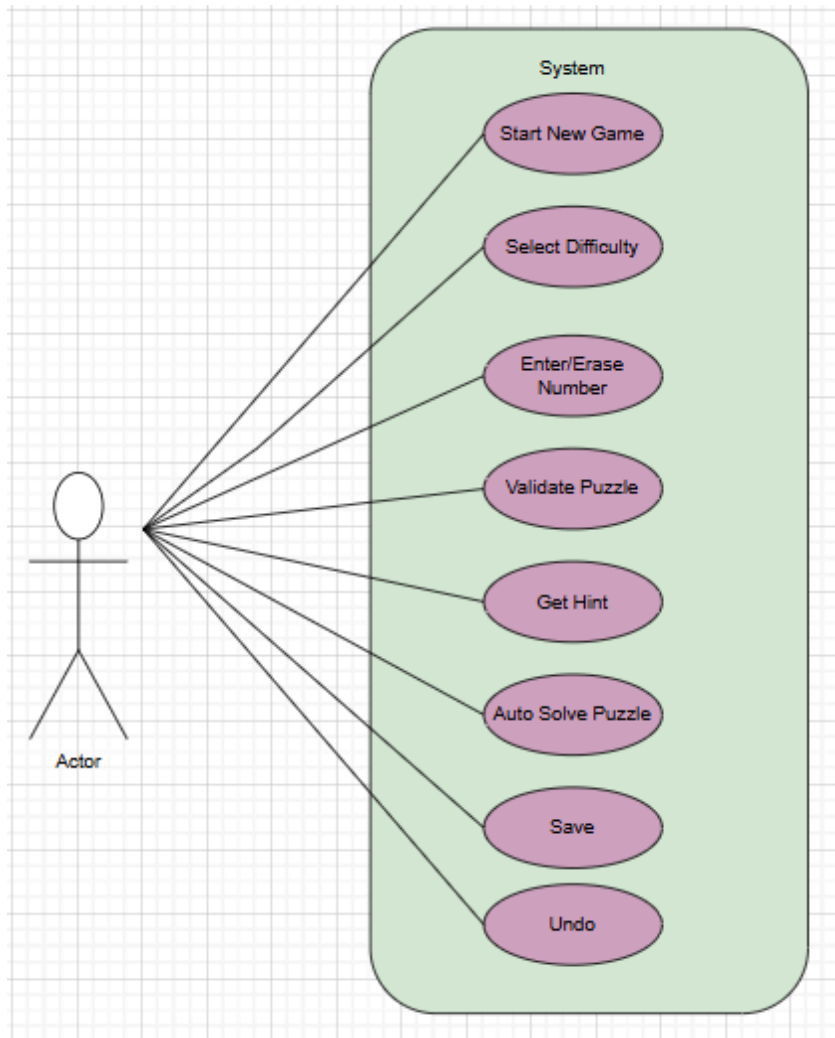 System
Start New Game
Select Difficulty
Enter/Erase
Number
Validate Puzzle
Get Hint
Auto Solve Puzzle
Save
Undo
Actor